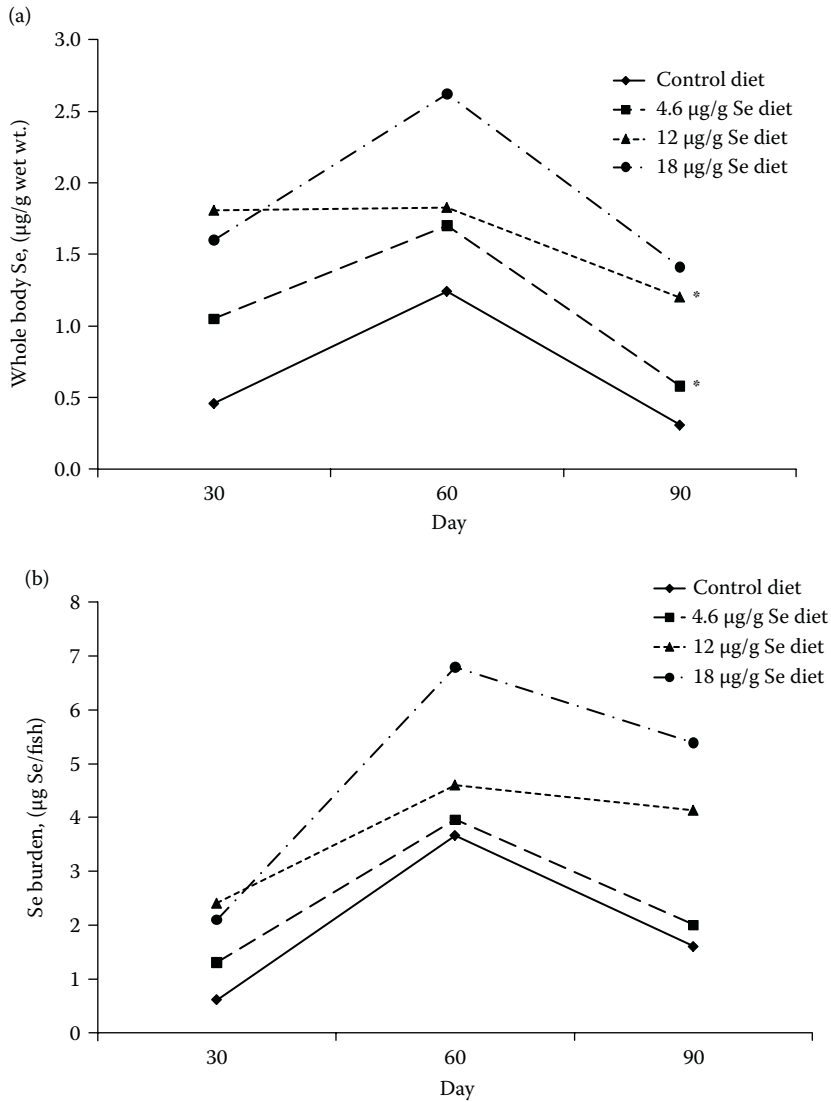 (a)
3.0
2.5
2.0
1.5
1.0
0.5
0.0
Whole body Se, (μg/g wet wt.)
Control diet
4.6 μg/g Se diet
12 μg/g Se diet
18 μg/g Se diet
*
*
30 60 90
Day
(b)
8
7
6
5
4
3
2
1
0
Se burden, (μg Se/fish)
Control diet
4.6 μg/g Se diet
12 μg/g Se diet
18 μg/g Se diet
30 60 90
Day